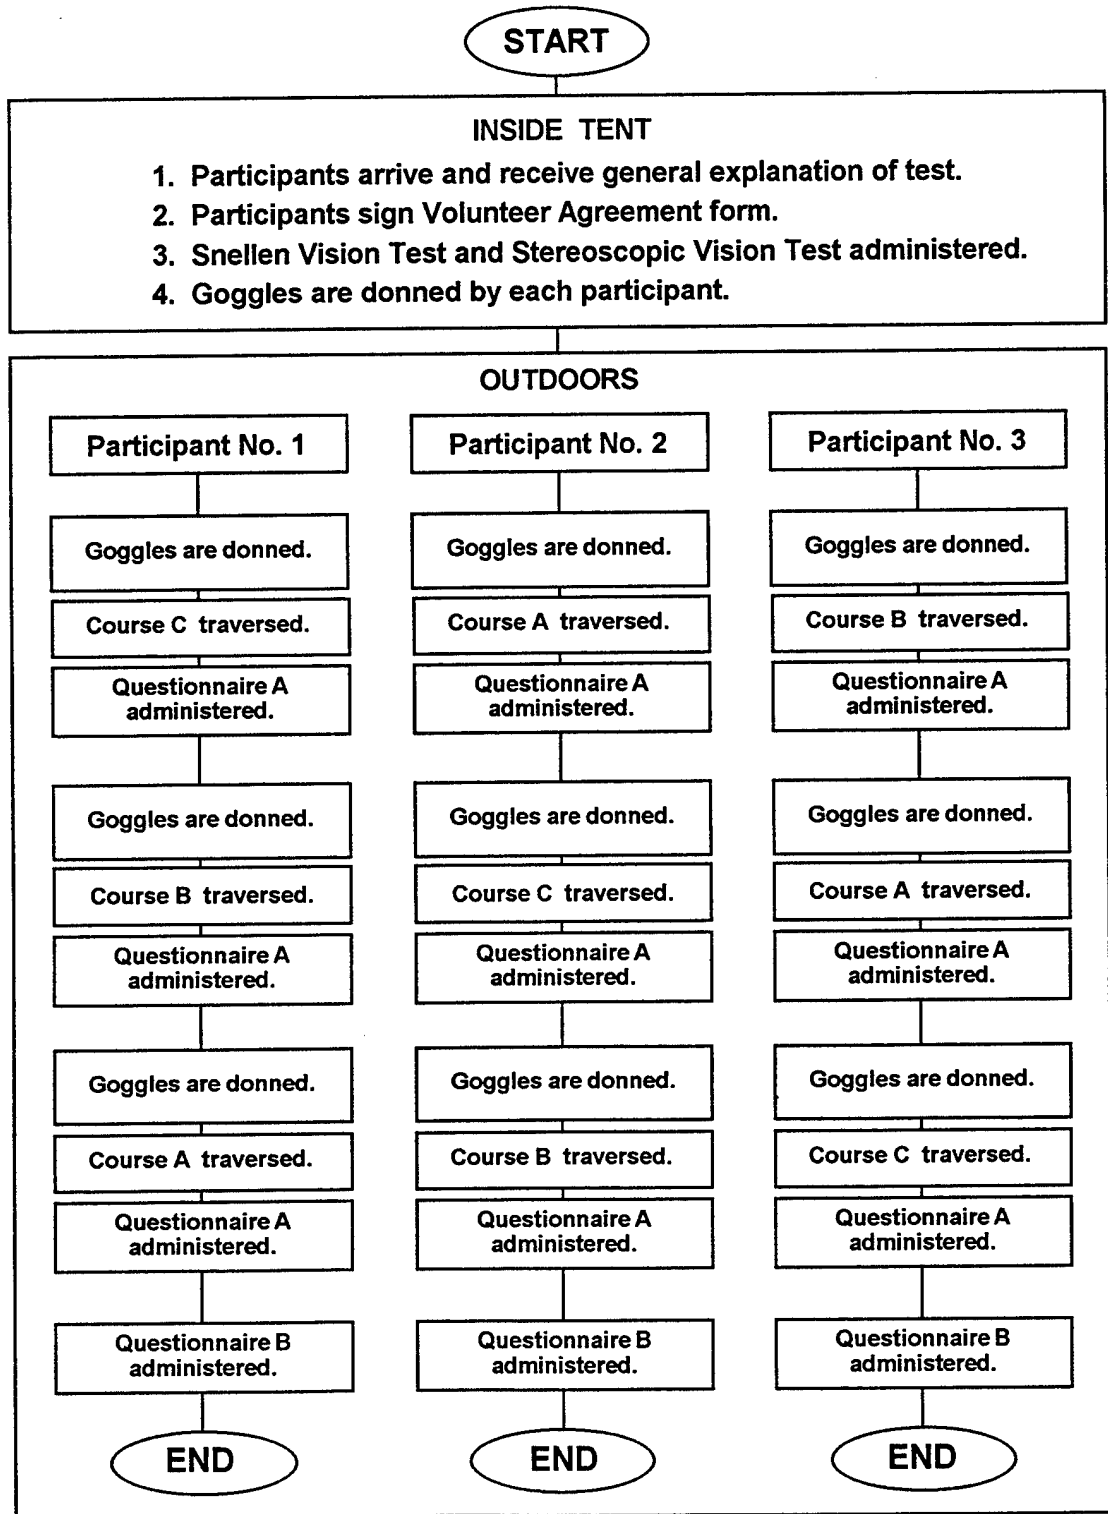 START
INSIDE TENT
1. Participants arrive and receive general explanation of test.
2. Participants sign Volunteer Agreement form.
3. Snellen Vision Test and Stereoscopic Vision Test administered.
4. Goggles are donned by each participant.
OUTDOORS
Participant No. 1
Goggles are donned.
Course C traversed.
Questionnaire A
administered.
Goggles are donned.
Course B traversed.
Questionnaire A
administered.
Goggles are donned.
Course A traversed.
Questionnaire A
administered.
Questionnaire B
administered.
END
Participant No. 2
Goggles are donned.
Course A traversed.
Questionnaire A
administered.
Goggles are donned.
Course C traversed.
Questionnaire A
administered.
Goggles are donned.
Course B traversed.
Questionnaire A
administered.
Questionnaire B
administered.
END
Participant No. 3
Goggles are donned.
Course B traversed.
Questionnaire A
administered.
Goggles are donned.
Course A traversed.
Questionnaire A
administered.
Goggles are donned.
Course C traversed.
Questionnaire A
administered.
Questionnaire B
administered.
END